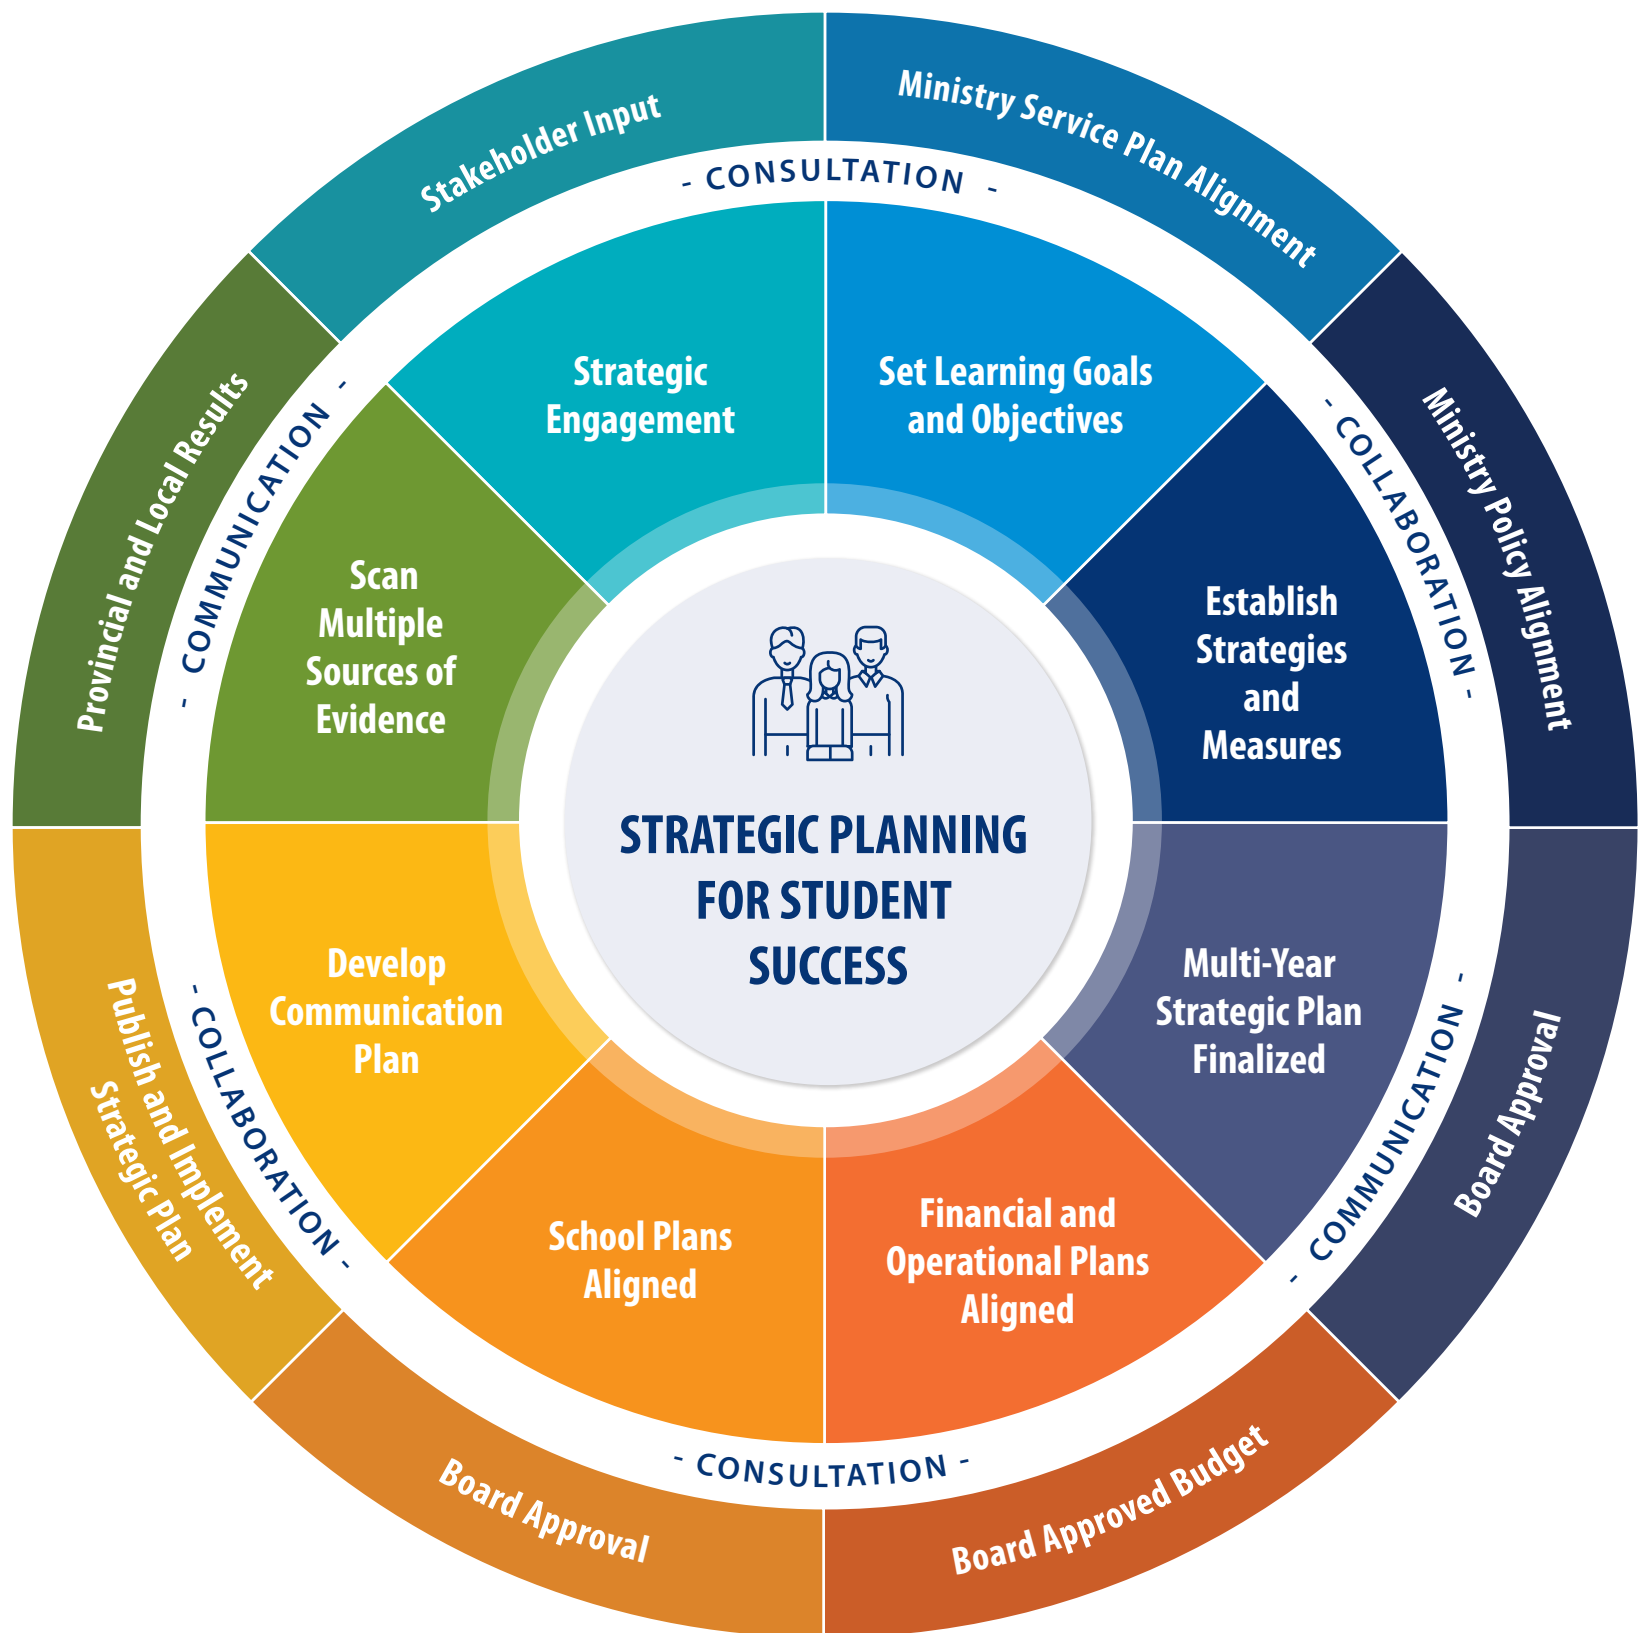 Stakeholder Input
Ministry Service Plan Alignment
Ministry Policy Alignment
Board Approval
Board Approved Budget
Board Approval
Publish and Implement
Strategic Plan
Provincial and Local Results
- CONSULTATION -
- COLLABORATION -
- COMMUNICATION -
- CONSULTATION -
- COLLABORATION -
- COMMUNICATION -
Strategic
Engagement
Set Learning Goals
and Objectives
Establish
Strategies
and
Measures
Multi-Year
Strategic Plan
Finalized
Financial and
Operational Plans
Aligned
School Plans
Aligned
Develop
Communication
Plan
Scan
Multiple
Sources of
Evidence
STRATEGIC PLANNING
FOR STUDENT
SUCCESS